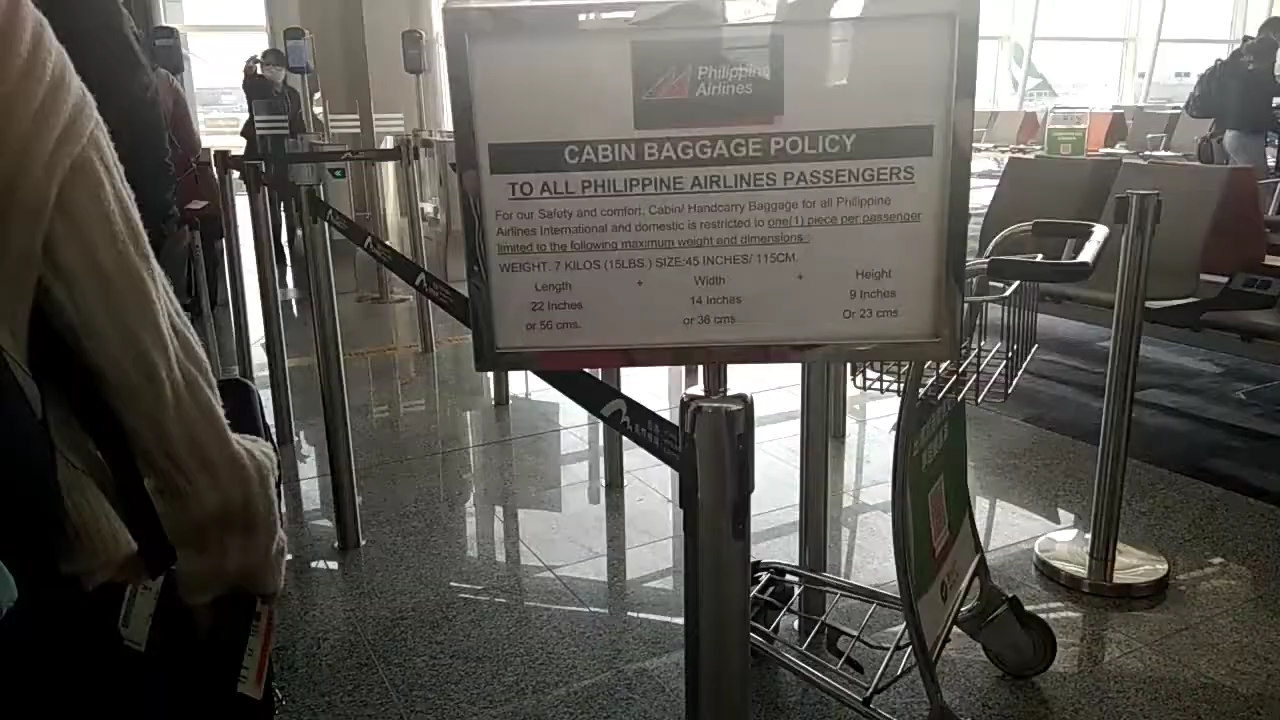 Philippine
Airlines
CABIN BAGGAGE POLICY
TO ALL PHILIPPINE AIRLINES PASSENGERS
For our Safety and comfort, Cabin/ Handcarry Baggage for all Philippine
Airlines International and domestic is restricted to one(1) piece per passenger
limited to the following maximum weight and dimensions :
WEIGHT. 7 KILOS (15LBS.) SIZE:45 INCHES/ 115CM.
Length + Width + Height
22 Inches 14 Inches 9 Inches
or 56 cms. or 36 cms. Or 23 cms.